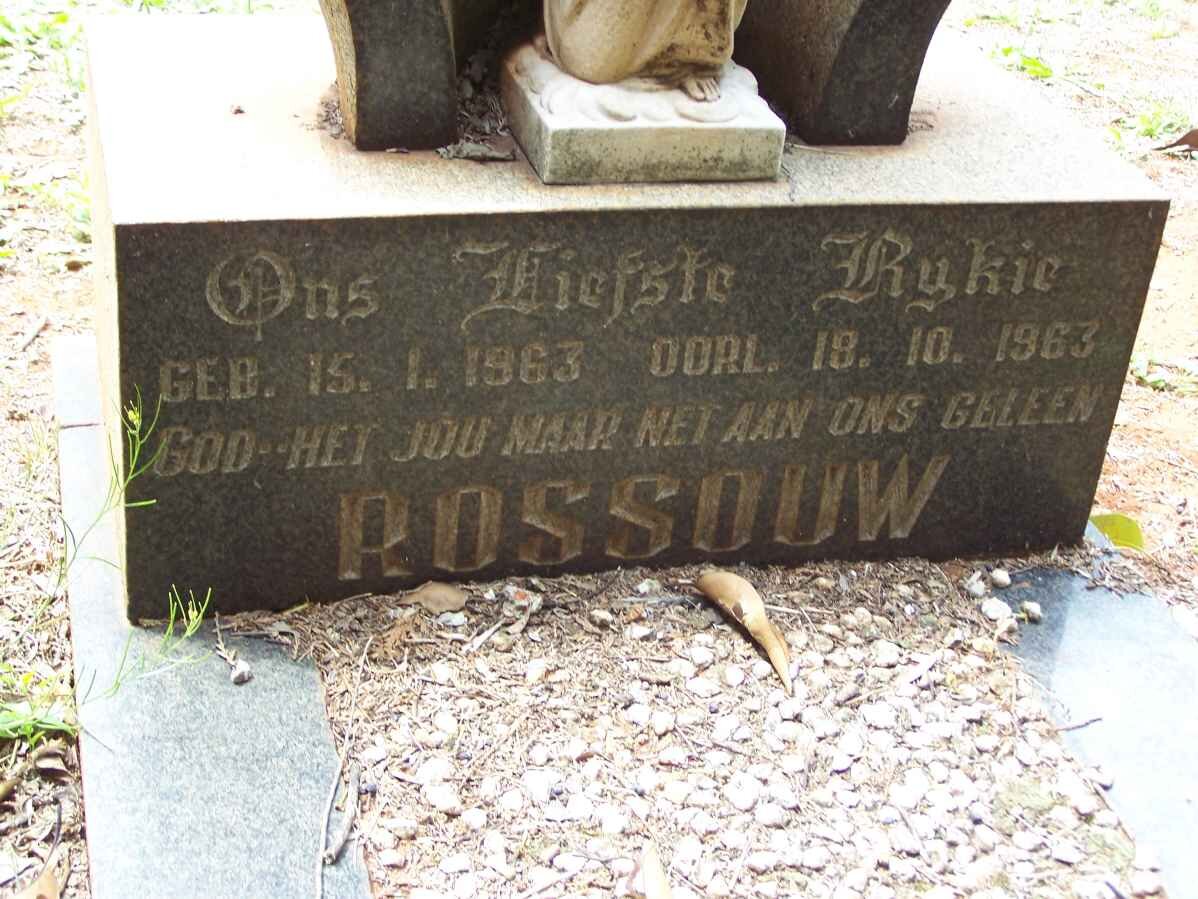 Ons Liefste Rykie
GEB. 15. 1. 1963 OORL. 18. 10. 1963
GOD--HET JOU MAAR NET AAN ONS GELEEN
ROSSOUW